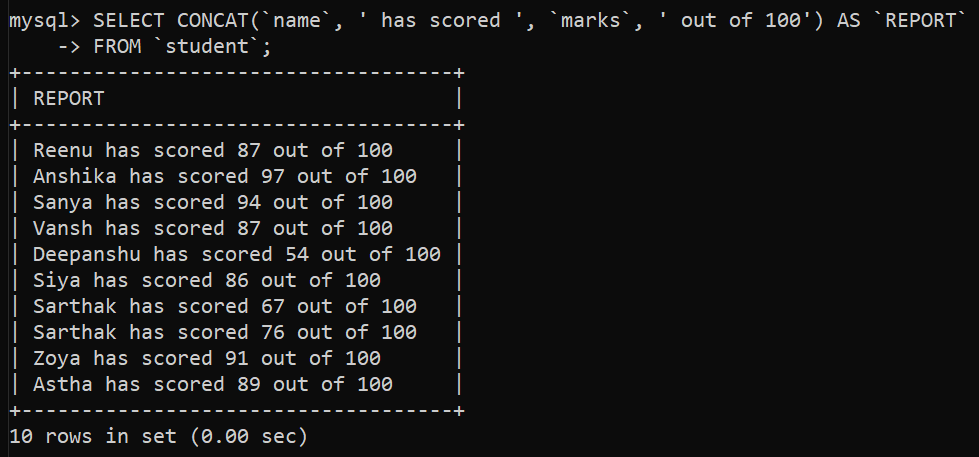 mysql> SELECT CONCAT(`name`, ' has scored ', `marks`, ' out of 100') AS `REPORT`
    -> FROM `student`;
+------------------------------------+
| REPORT                             |
+------------------------------------+
| Reenu has scored 87 out of 100     |
| Anshika has scored 97 out of 100   |
| Sanya has scored 94 out of 100     |
| Vansh has scored 87 out of 100     |
| Deepanshu has scored 54 out of 100 |
| Siya has scored 86 out of 100      |
| Sarthak has scored 67 out of 100   |
| Sarthak has scored 76 out of 100   |
| Zoya has scored 91 out of 100      |
| Astha has scored 89 out of 100     |
+------------------------------------+
10 rows in set (0.00 sec)